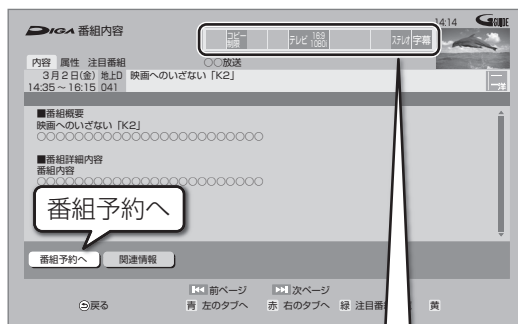 DIGA 番組内容
コピー制限 テレビ 16:9 1080i ステレオ 字幕
14:14 GGUIDE
内容 属性 注目番組 ○○放送
3月2日(金) 地上D 映画へのいざない「K2」
14:35～16:15 041
洋
■番組概要
映画へのいざない「K2」
○○○○○○○○○○○○○○○○○○○○○○○○
■番組詳細内容
番組内容
○○○○○○○○○○○○○○○○○○○○○○○○
番組予約へ
番組予約へ 関連情報
前ページ 次ページ
戻る 青 左のタブへ 赤 右のタブへ 緑 注目番 黄